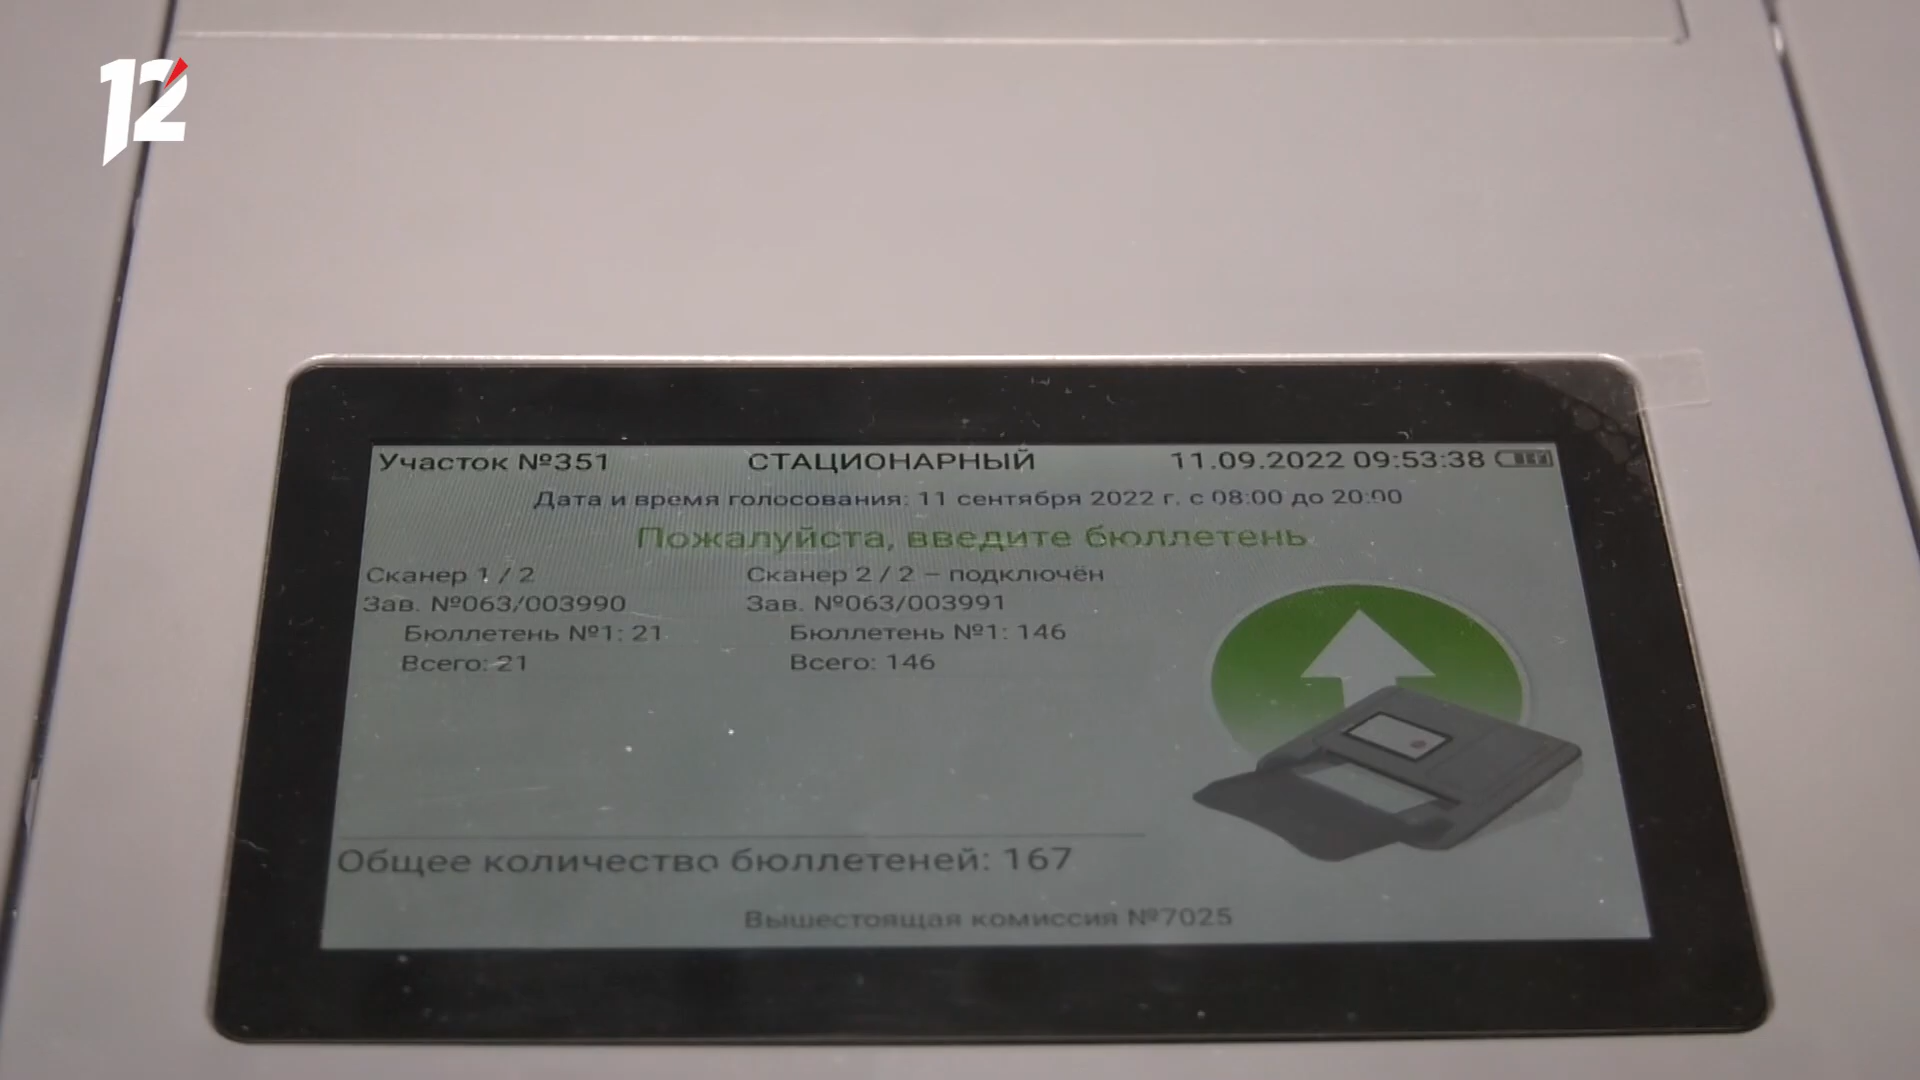 12
Участок №351 СТАЦИОНАРНЫЙ 11.09.2022 09:53:38
Дата и время голосования: 11 сентября 2022 г. с 08:00 до 20:00
Пожалуйста, введите бюллетень
Сканер 1 / 2 Сканер 2 / 2 – подключён
Зав. №063/003990 Зав. №063/003991
Бюллетень №1: 21 Бюллетень №1: 146
Всего: 21 Всего: 146
Общее количество бюллетеней: 167
Вышестоящая комиссия №7025